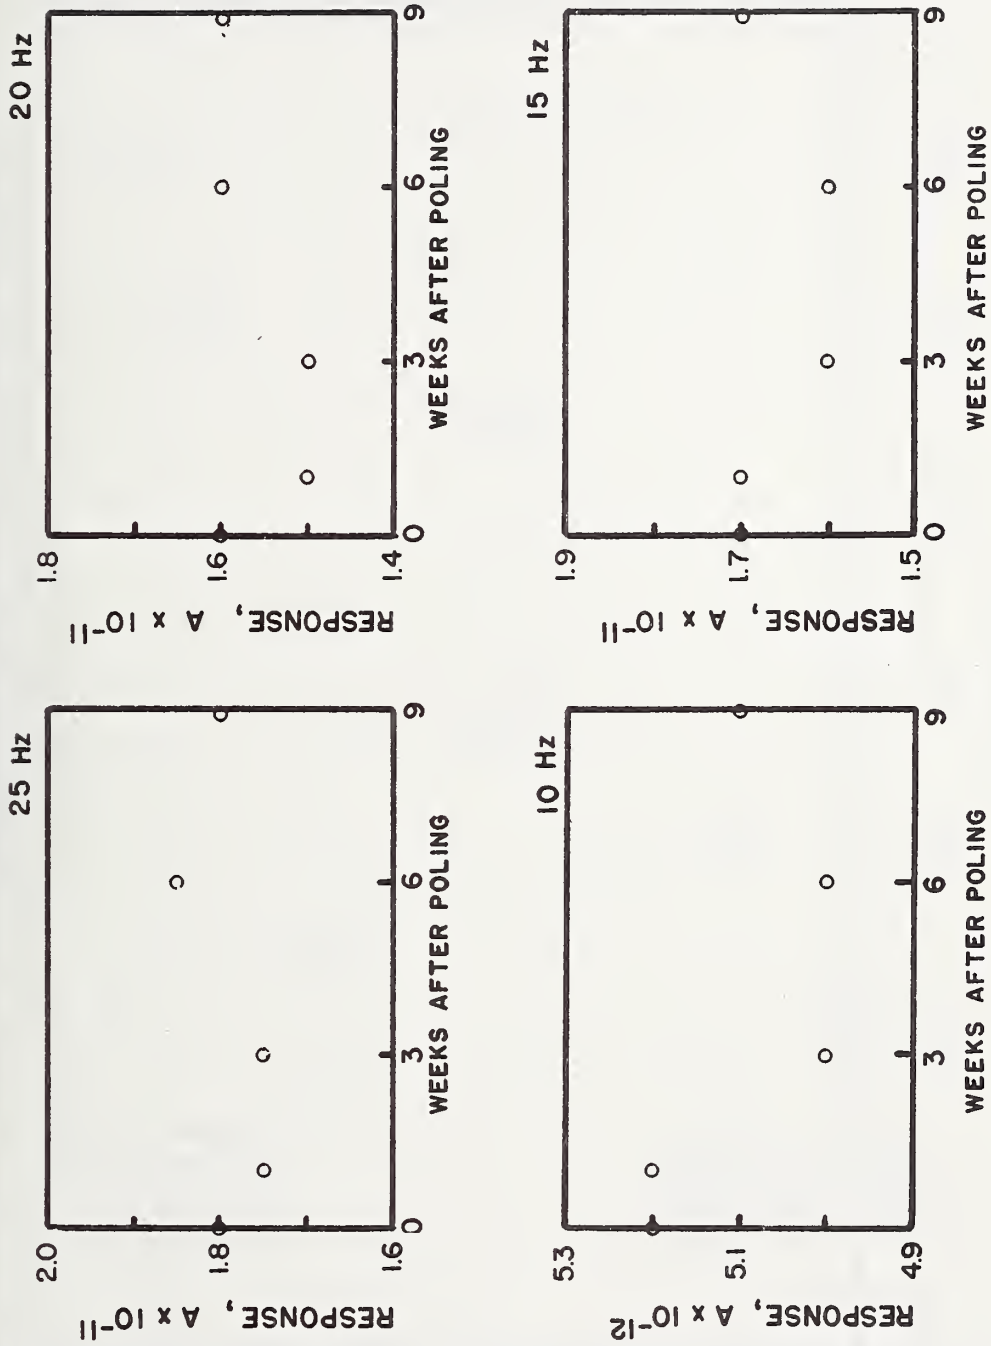 25 Hz
RESPONSE, A x 10-11
2.0
1.8
1.6
0
3
6
9
WEEKS AFTER POLING
20 Hz
RESPONSE, A x 10-11
1.8
1.6
1.4
0
3
6
9
WEEKS AFTER POLING
10 Hz
RESPONSE, A x 10-12
5.3
5.1
4.9
3
6
9
WEEKS AFTER POLING
15 Hz
RESPONSE, A x 10-11
1.9
1.7
1.5
0
3
6
9
WEEKS AFTER POLING